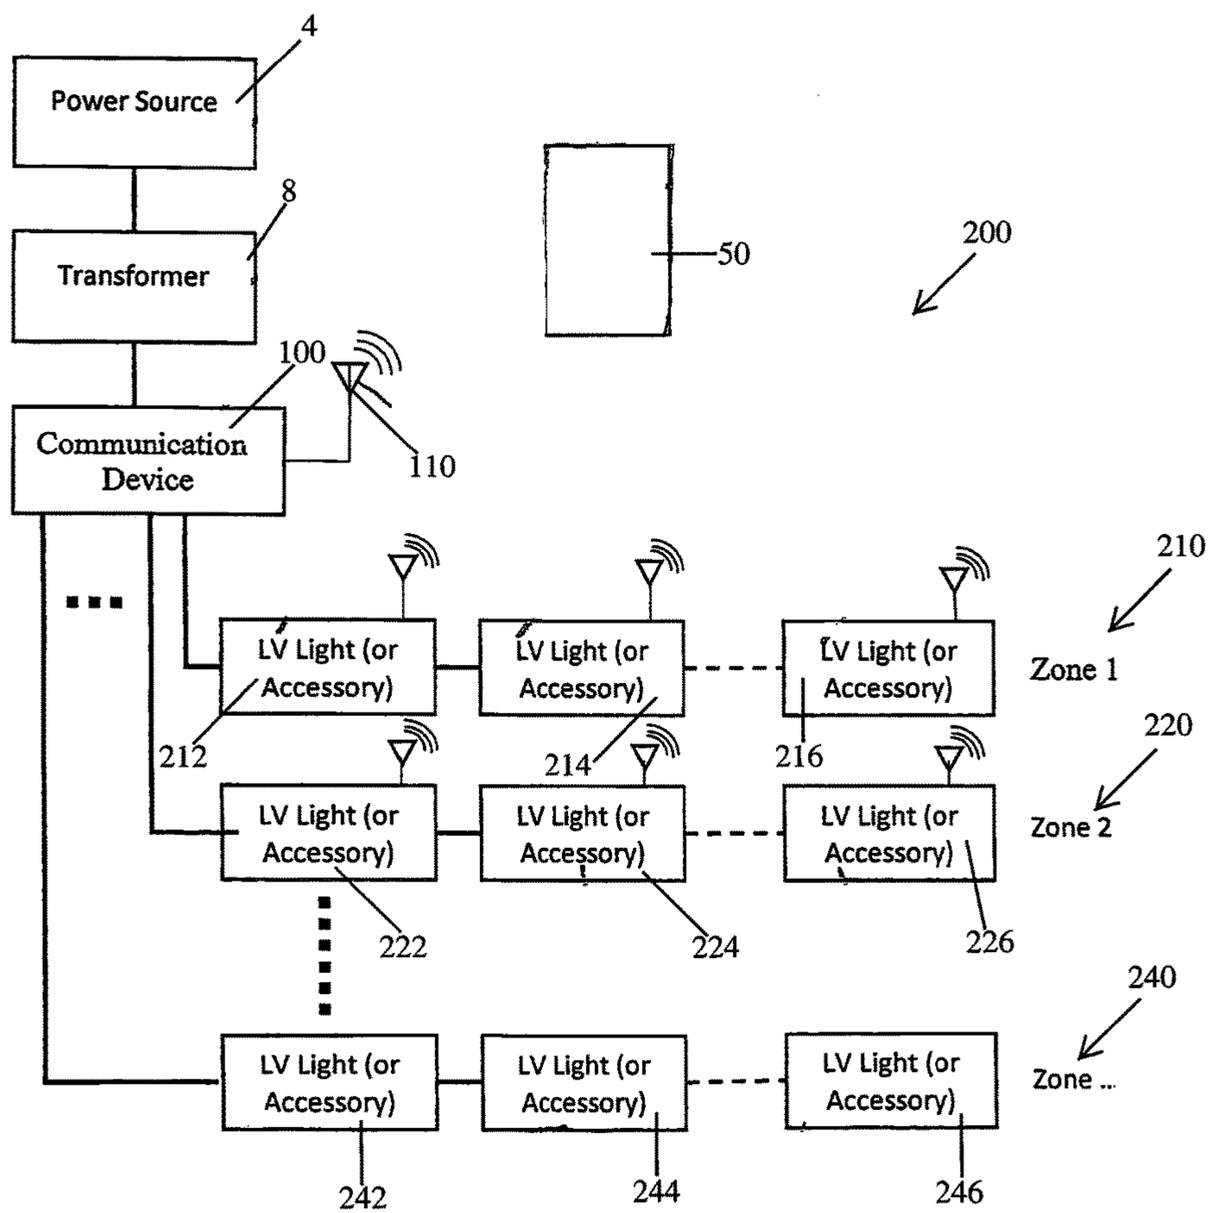 4
Power Source
8
Transformer
50
200
100
Communication
Device
110
210
LV Light (or
Accessory)
LV Light (or
Accessory)
LV Light (or
Accessory)
Zone 1
212
214
216
220
LV Light (or
Accessory)
LV Light (or
Accessory)
LV Light (or
Accessory)
Zone 2
222
224
226
240
LV Light (or
Accessory)
LV Light (or
Accessory)
LV Light (or
Accessory)
Zone ...
242
244
246